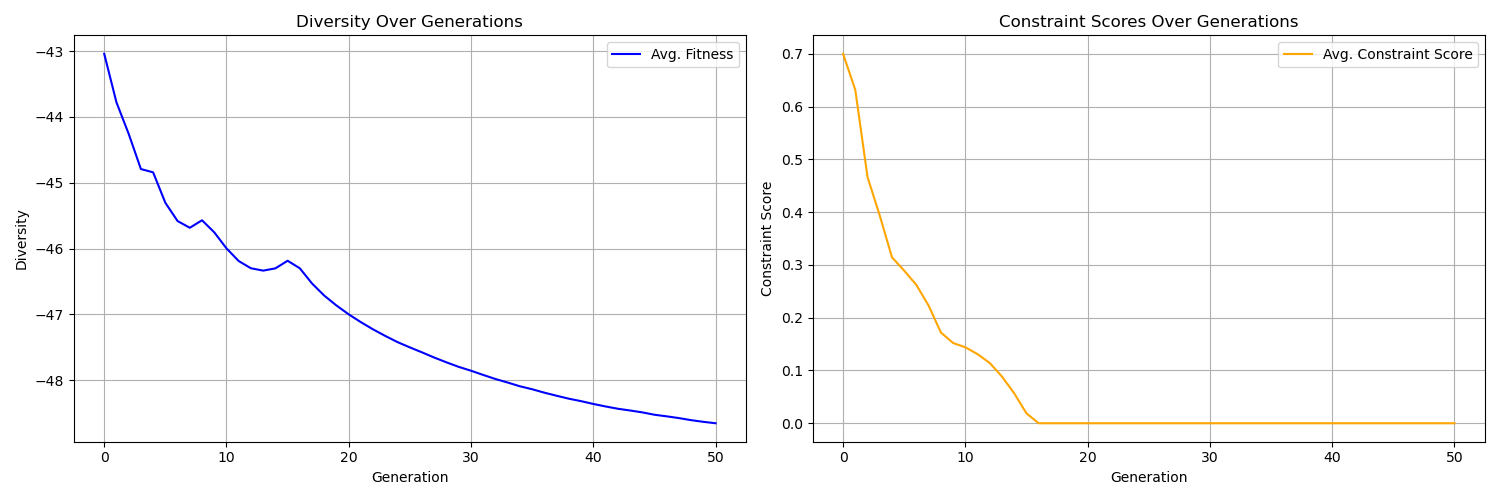 Diversity Over Generations
Avg. Fitness
Diversity
−43
−44
−45
−46
−47
−48
0 10 20 30 40 50
Generation
Constraint Scores Over Generations
Avg. Constraint Score
Constraint Score
0.7
0.6
0.5
0.4
0.3
0.2
0.1
0.0
0 10 20 30 40 50
Generation